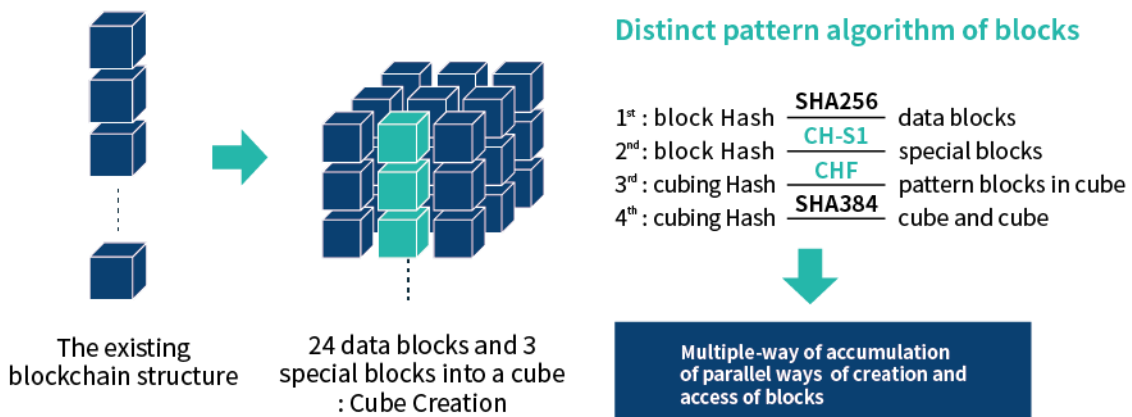 The existing
blockchain structure
24 data blocks and 3
special blocks into a cube
: Cube Creation
Distinct pattern algorithm of blocks
1st : block Hash SHA256 data blocks
2nd : block Hash CH-S1 special blocks
3rd : cubing Hash CHF pattern blocks in cube
4th : cubing Hash SHA384 cube and cube
Multiple-way of accumulation
of parallel ways of creation and
access of blocks